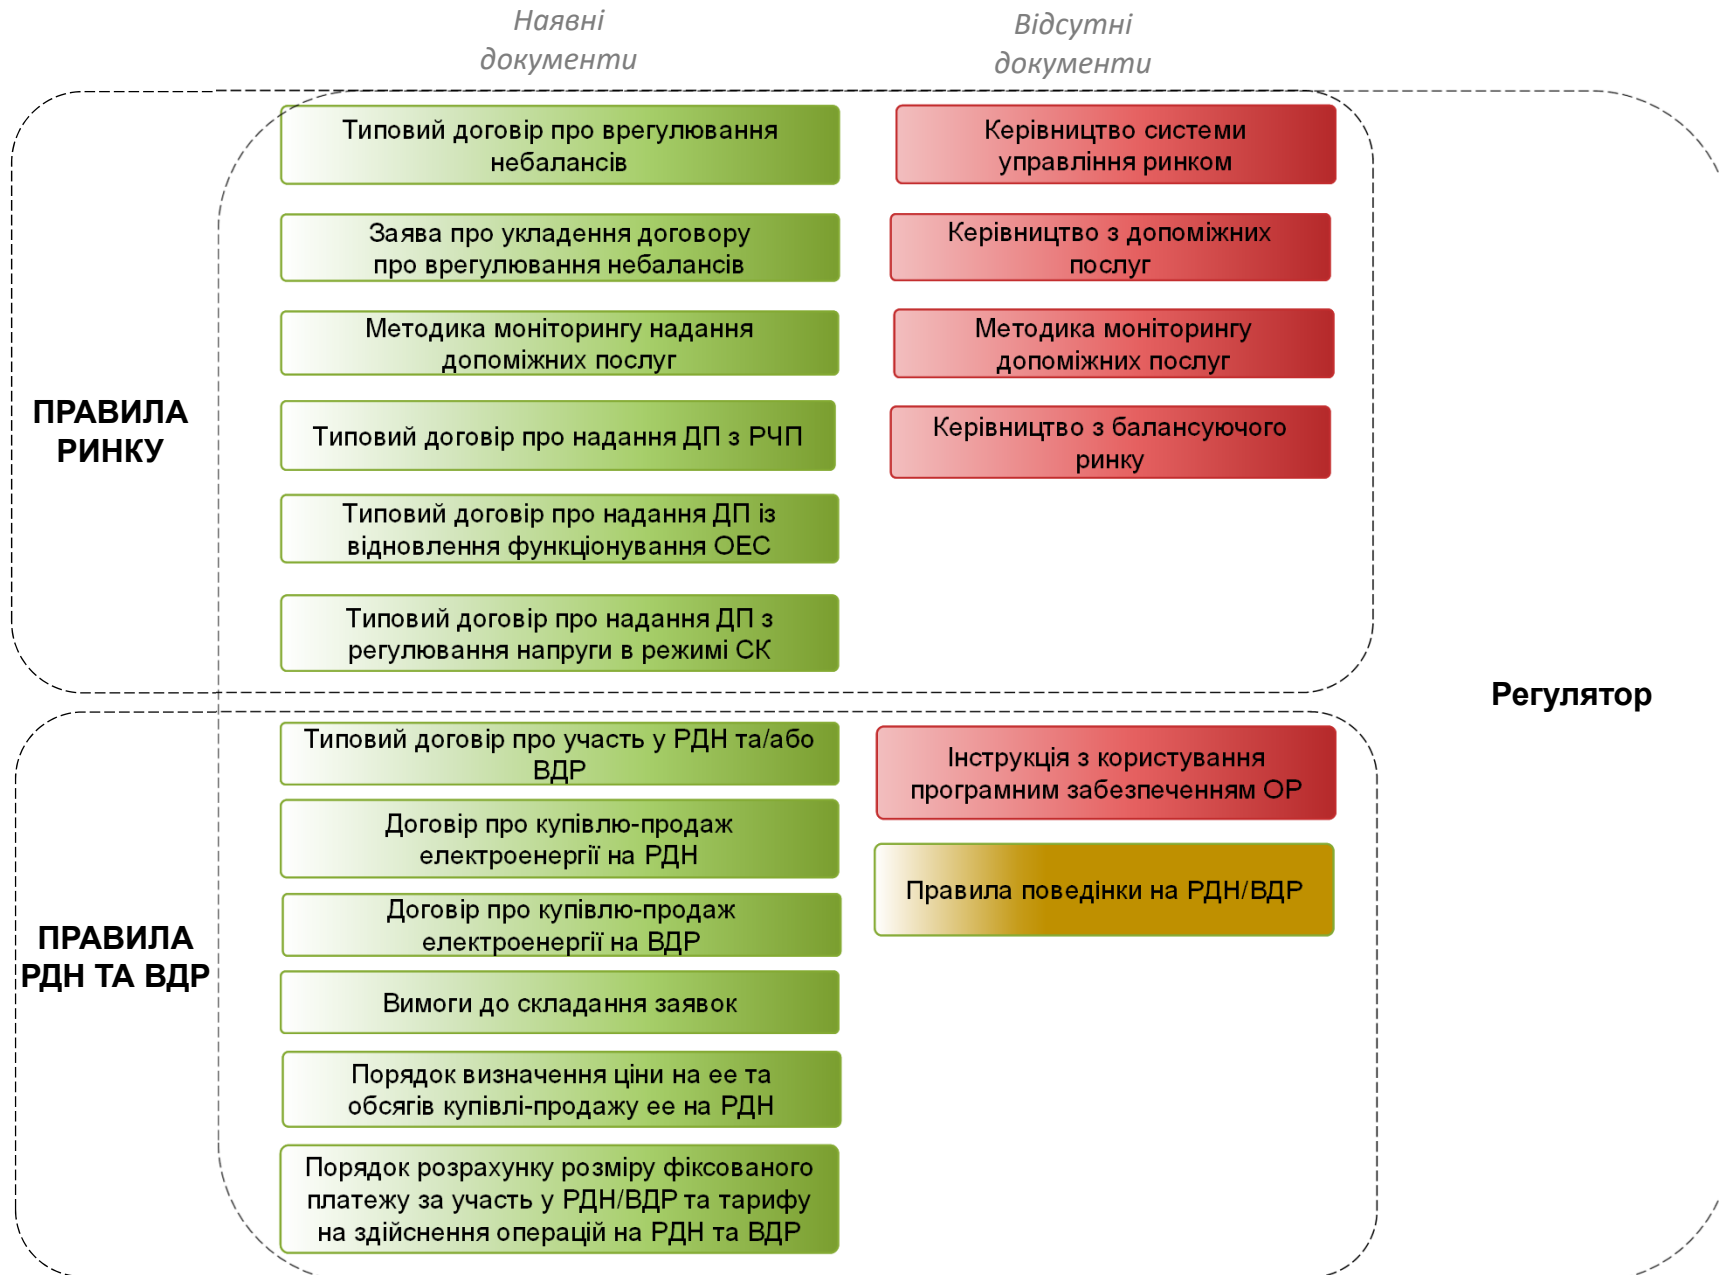 Наявні
документи
Відсутні
документи
ПРАВИЛА
РИНКУ
Типовий договір про врегулювання
небалансів
Заява про укладення договору
про врегулювання небалансів
Методика моніторингу надання
допоміжних послуг
Типовий договір про надання ДП з РЧП
Типовий договір про надання ДП із
відновлення функціонування ОЕС
Типовий договір про надання ДП з
регулювання напруги в режимі СК
Керівництво системи
управління ринком
Керівництво з допоміжних
послуг
Методика моніторингу
допоміжних послуг
Керівництво з балансуючого
ринку
ПРАВИЛА
РДН ТА ВДР
Типовий договір про участь у РДН та/або
ВДР
Договір про купівлю-продаж
електроенергії на РДН
Договір про купівлю-продаж
електроенергії на ВДР
Вимоги до складання заявок
Порядок визначення ціни на ее та
обсягів купівлі-продажу ее на РДН
Порядок розрахунку розміру фіксованого
платежу за участь у РДН/ВДР та тарифу
на здійснення операцій на РДН та ВДР
Інструкція з користування
програмним забезпеченням ОР
Правила поведінки на РДН/ВДР
Регулятор